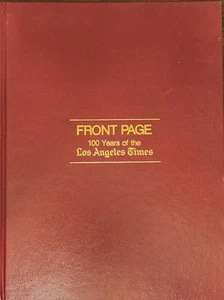 FRONT PAGE
100 Years of the
Los Angeles Times